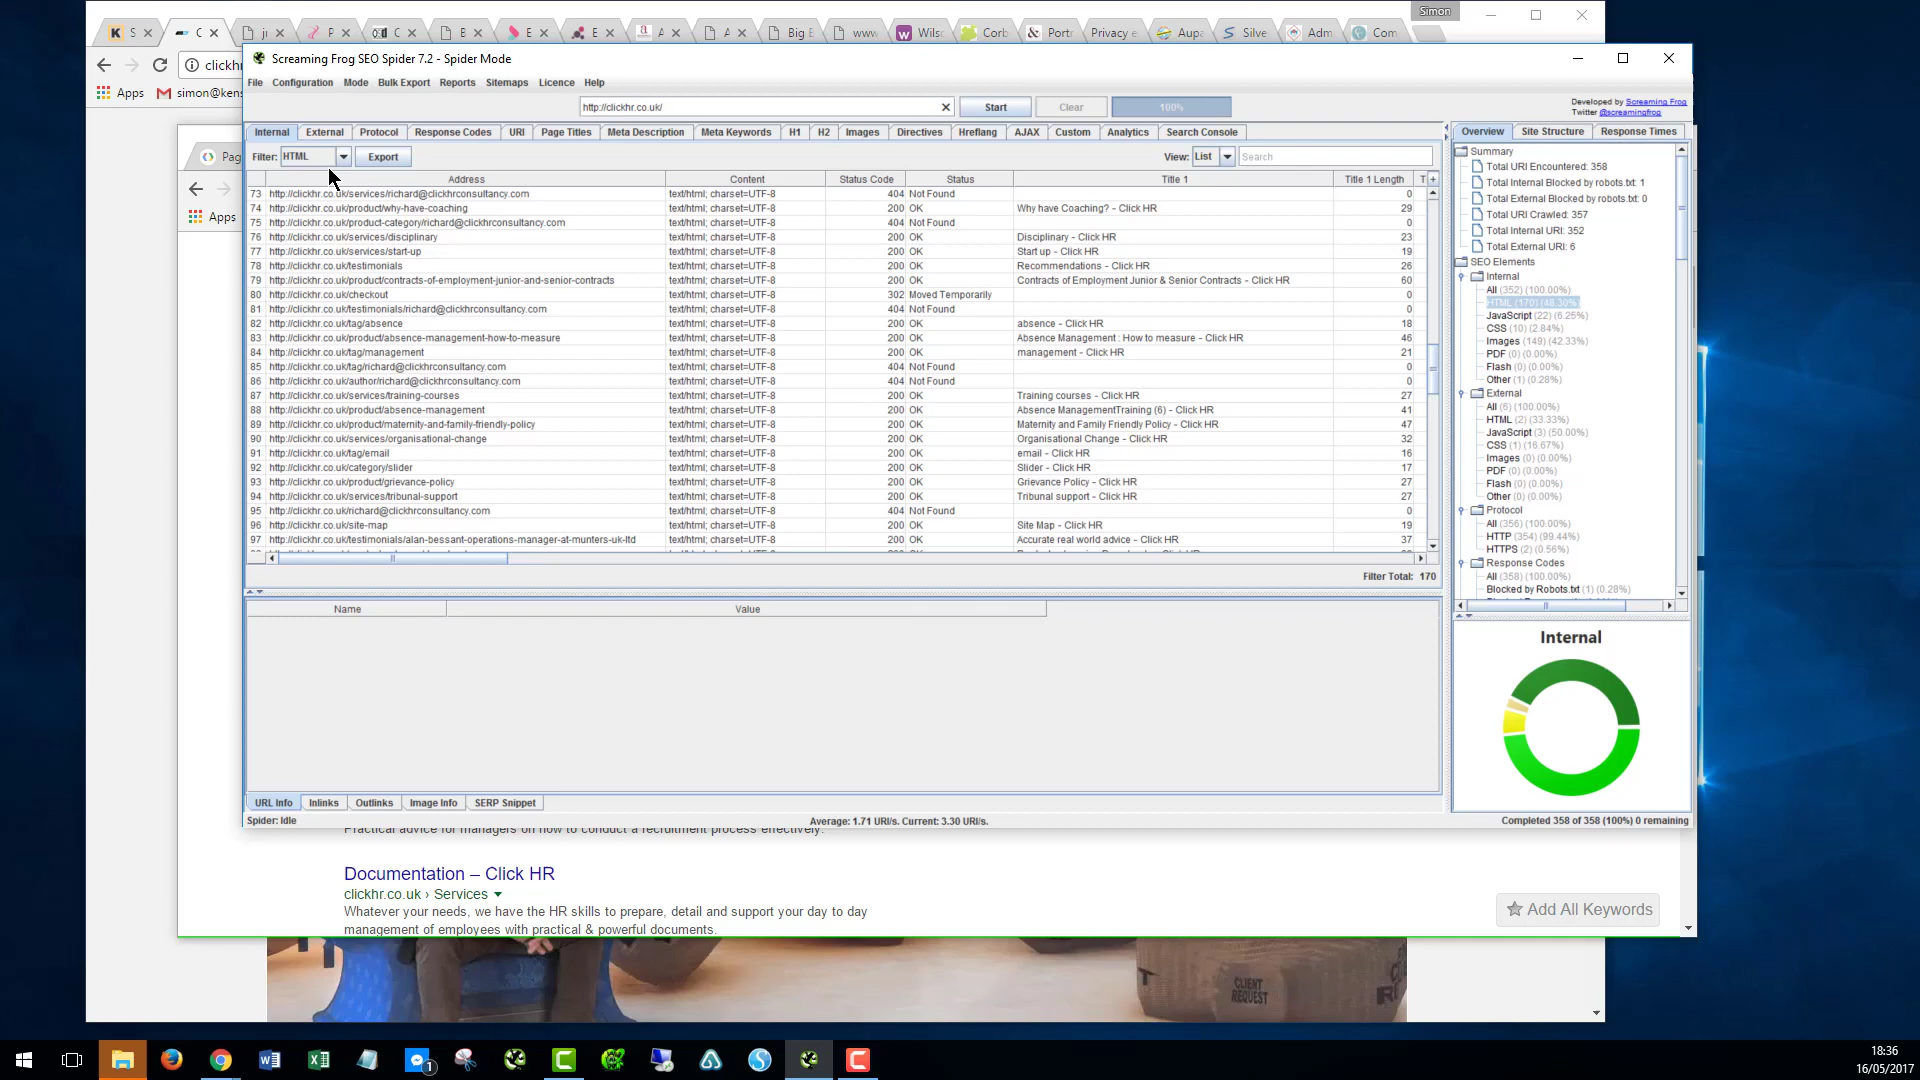 Simon
S
C
ji
F
C
E
E
E
A
A
Big E
www
Wils
Corb
Portr
Privacy e
Aupa
Silve
Adm
Com
clickhr
Apps
simon@kens
Pag
Apps
Screaming Frog SEO Spider 7.2 - Spider Mode
File Configuration Mode Bulk Export Reports Sitemaps Licence Help
http://clickhr.co.uk/ Start Clear 100%
Developed by Screaming Frog
Twitter @screamingfrog
Internal External Protocol Response Codes URI Page Titles Meta Description Meta Keywords H1 H2 Images Directives Hreflang AJAX Custom Analytics Search Console
Filter: HTML Export View: List Search
Address Content Status Code Status Title 1 Title 1 Length T
73 http://clickhr.co.uk/services/richard@clickhrconsultancy.com text/html; charset=UTF-8 404 Not Found 0
74 http://clickhr.co.uk/product/why-have-coaching text/html; charset=UTF-8 200 OK Why have Coaching? - Click HR 29
75 http://clickhr.co.uk/product-category/richard@clickhrconsultancy.com text/html; charset=UTF-8 404 Not Found 0
76 http://clickhr.co.uk/services/disciplinary text/html; charset=UTF-8 200 OK Disciplinary - Click HR 23
77 http://clickhr.co.uk/services/start-up text/html; charset=UTF-8 200 OK Start up - Click HR 19
78 http://clickhr.co.uk/testimonials text/html; charset=UTF-8 200 OK Recommendations - Click HR 26
79 http://clickhr.co.uk/product/contracts-of-employment-junior-and-senior-contracts text/html; charset=UTF-8 200 OK Contracts of Employment Junior & Senior Contracts - Click HR 60
80 http://clickhr.co.uk/checkout text/html; charset=UTF-8 302 Moved Temporarily 0
81 http://clickhr.co.uk/testimonials/richard@clickhrconsultancy.com text/html; charset=UTF-8 404 Not Found 0
82 http://clickhr.co.uk/tag/absence text/html; charset=UTF-8 200 OK absence - Click HR 18
83 http://clickhr.co.uk/product/absence-management-how-to-measure text/html; charset=UTF-8 200 OK Absence Management : How to measure - Click HR 46
84 http://clickhr.co.uk/tag/management text/html; charset=UTF-8 200 OK management - Click HR 21
85 http://clickhr.co.uk/tag/richard@clickhrconsultancy.com text/html; charset=UTF-8 404 Not Found 0
86 http://clickhr.co.uk/author/richard@clickhrconsultancy.com text/html; charset=UTF-8 404 Not Found 0
87 http://clickhr.co.uk/services/training-courses text/html; charset=UTF-8 200 OK Training courses - Click HR 27
88 http://clickhr.co.uk/product/absence-management text/html; charset=UTF-8 200 OK Absence ManagementTraining (6) - Click HR 41
89 http://clickhr.co.uk/product/maternity-and-family-friendly-policy text/html; charset=UTF-8 200 OK Maternity and Family Friendly Policy - Click HR 47
90 http://clickhr.co.uk/services/organisational-change text/html; charset=UTF-8 200 OK Organisational Change - Click HR 32
91 http://clickhr.co.uk/tag/email text/html; charset=UTF-8 200 OK email - Click HR 16
92 http://clickhr.co.uk/category/slider text/html; charset=UTF-8 200 OK Slider - Click HR 17
93 http://clickhr.co.uk/product/grievance-policy text/html; charset=UTF-8 200 OK Grievance Policy - Click HR 27
94 http://clickhr.co.uk/services/tribunal-support text/html; charset=UTF-8 200 OK Tribunal support - Click HR 27
95 http://clickhr.co.uk/richard@clickhrconsultancy.com text/html; charset=UTF-8 404 Not Found 0
96 http://clickhr.co.uk/site-map text/html; charset=UTF-8 200 OK Site Map - Click HR 19
97 http://clickhr.co.uk/testimonials/alan-bessant-operations-manager-at-munters-uk-ltd text/html; charset=UTF-8 200 OK Accurate real world advice - Click HR 37
Filter Total: 170
Name Value
URL Info Inlinks Outlinks Image Info SERP Snippet
Spider: Idle Average: 1.71 URI/s. Current: 3.30 URI/s. Completed 358 of 358 (100%) 0 remaining
Overview Site Structure Response Times
Summary
Total URI Encountered: 358
Total Internal Blocked by robots.txt: 1
Total External Blocked by robots.txt: 0
Total URI Crawled: 357
Total Internal URI: 352
Total External URI: 6
SEO Elements
Internal
All (352) (100.00%)
HTML (170) (48.30%)
JavaScript (22) (6.25%)
CSS (10) (2.84%)
Images (149) (42.33%)
PDF (0) (0.00%)
Flash (0) (0.00%)
Other (1) (0.28%)
External
All (6) (100.00%)
HTML (2) (33.33%)
JavaScript (3) (50.00%)
CSS (1) (16.67%)
Images (0) (0.00%)
PDF (0) (0.00%)
Flash (0) (0.00%)
Other (0) (0.00%)
Protocol
All (356) (100.00%)
HTTP (354) (99.44%)
HTTPS (2) (0.56%)
Response Codes
All (358) (100.00%)
Blocked by Robots.txt (1) (0.28%)
Internal
Practical advice for managers on how to conduct a recruitment process effectively.
Documentation – Click HR
clickhr.co.uk › Services
Whatever your needs, we have the HR skills to prepare, detail and support your day to day
management of employees with practical & powerful documents.
Add All Keywords
CLIENT
REQUEST
1
18:36
16/05/2017